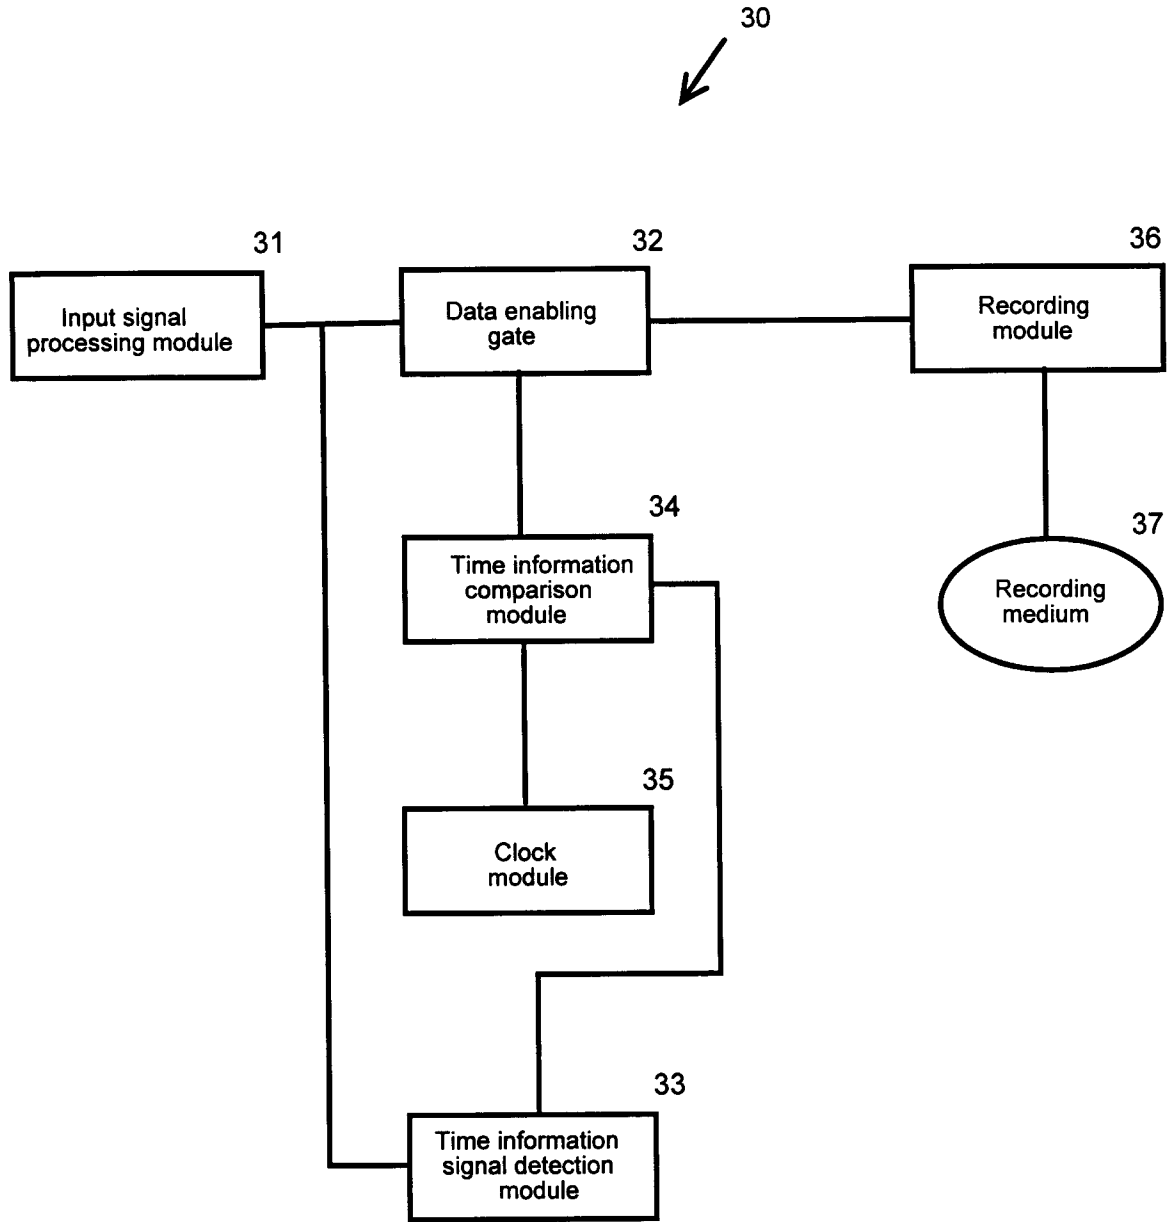 30
31
Input signal
processing module
32
Data enabling
gate
36
Recording
module
34
Time information
comparison
module
37
Recording
medium
35
Clock
module
33
Time information
signal detection
module